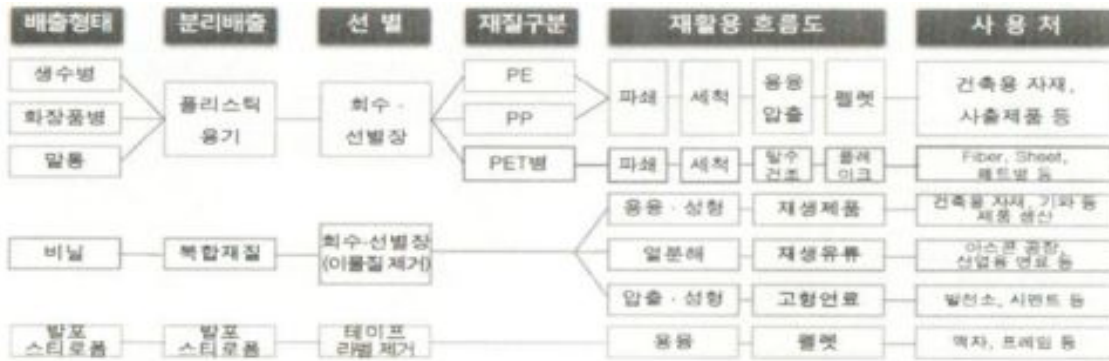 배출형태 분리배출 선 별 재질구분 재활용 흐름도 사 용 처
생수병
화장품병
말통
플리스틱
용기
회수 ·
선별장
PE
PP
PET병
파쇄 세척 용융
압출 펠렛
건축용 자재,
사출제품 등
파쇄 세척 탈수
건조 플레
이크
Fiber, Sheet,
페트병 등
비닐
복합재질
회수·선별장
(이물질 제거)
용융 · 성형 재생제품
건축용 자재, 기와 등
제품 생산
열분해 재생유류
아스콘 공장,
산업용 연료 등
압출 · 성형 고형연료 발전소, 시멘트 등
발포
스티로폼
발포
스티로폼
테이프
라벨 제거
용융 펠렛 액자, 프레임 등